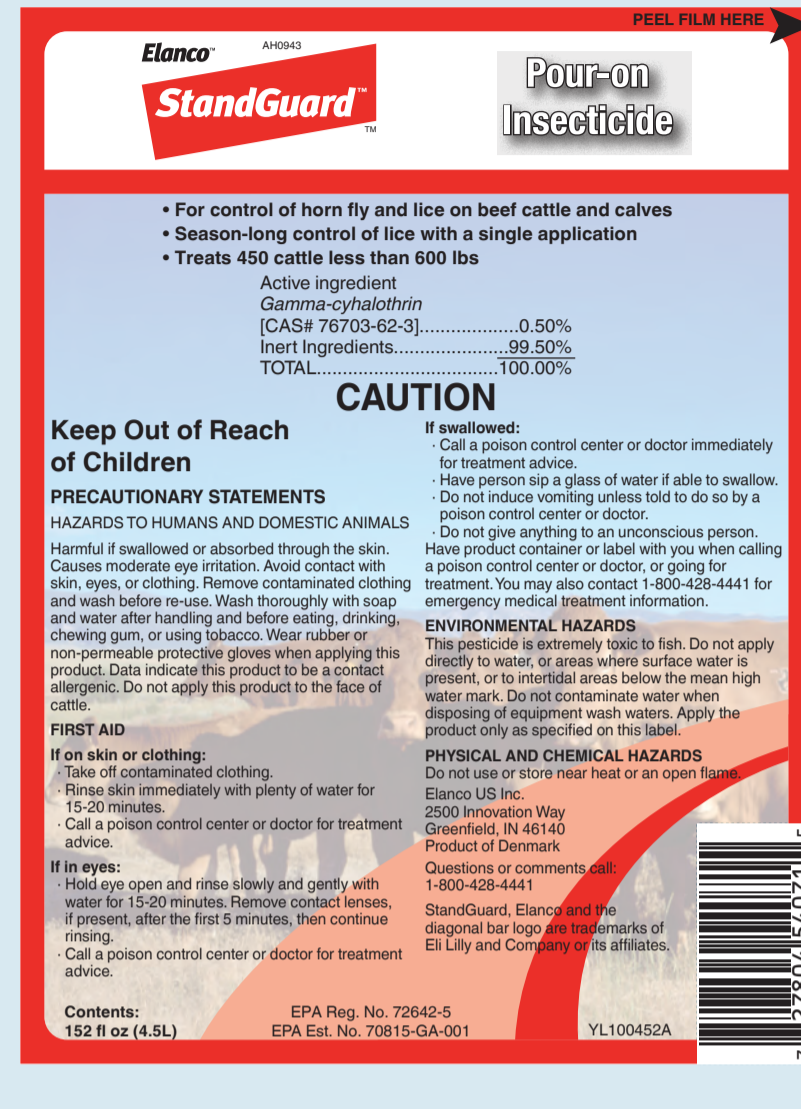 PEEL FILM HERE
Elanco™
AH0943
StandGuard™
TM
Pour-on
Insecticide
• For control of horn fly and lice on beef cattle and calves
• Season-long control of lice with a single application
• Treats 450 cattle less than 600 lbs
Active ingredient
Gamma-cyhalothrin
[CAS# 76703-62-3]...................0.50%
Inert Ingredients......................99.50%
TOTAL...................................100.00%
CAUTION
Keep Out of Reach
of Children
PRECAUTIONARY STATEMENTS
HAZARDS TO HUMANS AND DOMESTIC ANIMALS
Harmful if swallowed or absorbed through the skin.
Causes moderate eye irritation. Avoid contact with
skin, eyes, or clothing. Remove contaminated clothing
and wash before re-use. Wash thoroughly with soap
and water after handling and before eating, drinking,
chewing gum, or using tobacco. Wear rubber or
non-permeable protective gloves when applying this
product. Data indicate this product to be a contact
allergenic. Do not apply this product to the face of
cattle.
FIRST AID
If on skin or clothing:
· Take off contaminated clothing.
· Rinse skin immediately with plenty of water for
15-20 minutes.
· Call a poison control center or doctor for treatment
advice.
If in eyes:
· Hold eye open and rinse slowly and gently with
water for 15-20 minutes. Remove contact lenses,
if present, after the first 5 minutes, then continue
rinsing.
· Call a poison control center or doctor for treatment
advice.
If swallowed:
· Call a poison control center or doctor immediately
for treatment advice.
· Have person sip a glass of water if able to swallow.
· Do not induce vomiting unless told to do so by a
poison control center or doctor.
· Do not give anything to an unconscious person.
Have product container or label with you when calling
a poison control center or doctor, or going for
treatment. You may also contact 1-800-428-4441 for
emergency medical treatment information.
ENVIRONMENTAL HAZARDS
This pesticide is extremely toxic to fish. Do not apply
directly to water, or areas where surface water is
present, or to intertidal areas below the mean high
water mark. Do not contaminate water when
disposing of equipment wash waters. Apply the
product only as specified on this label.
PHYSICAL AND CHEMICAL HAZARDS
Do not use or store near heat or an open flame.
Elanco US Inc.
2500 Innovation Way
Greenfield, IN 46140
Product of Denmark
Questions or comments call:
1-800-428-4441
StandGuard, Elanco and the
diagonal bar logo are trademarks of
Eli Lilly and Company or its affiliates.
Contents:
152 fl oz (4.5L)
EPA Reg. No. 72642-5
EPA Est. No. 70815-GA-001
YL100452A